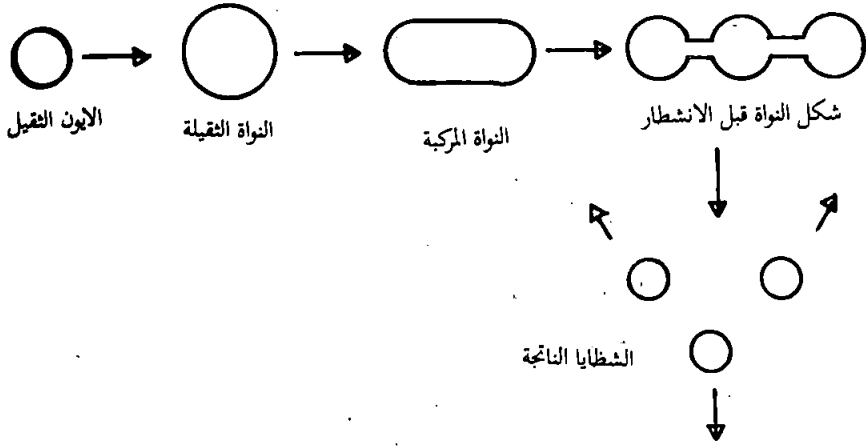 الايون الثقيل
النواة الثقيلة
النواة المركبة
شكل النواة قبل الانشطار
الشظايا الناتجة